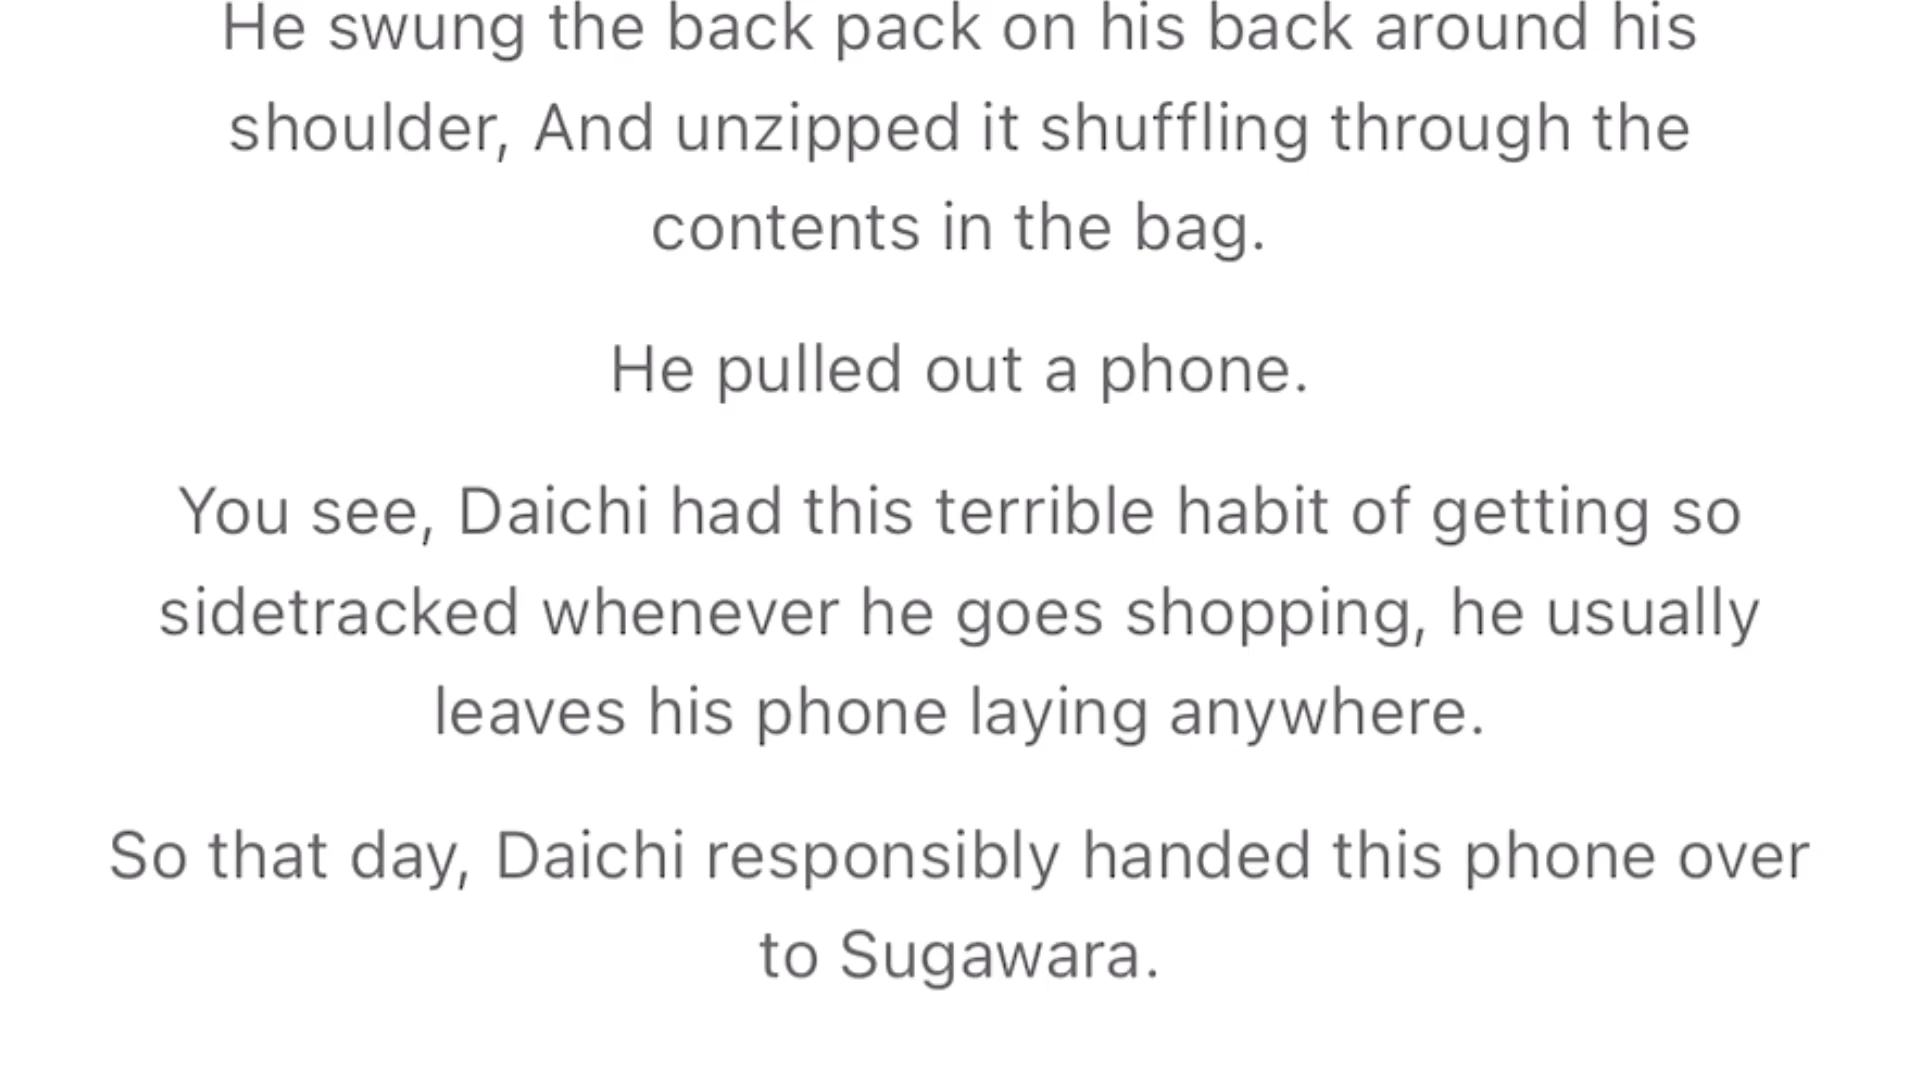 He swung the back pack on his back around his
shoulder, And unzipped it shuffling through the
contents in the bag.
He pulled out a phone.
You see, Daichi had this terrible habit of getting so
sidetracked whenever he goes shopping, he usually
leaves his phone laying anywhere.
So that day, Daichi responsibly handed this phone over
to Sugawara.